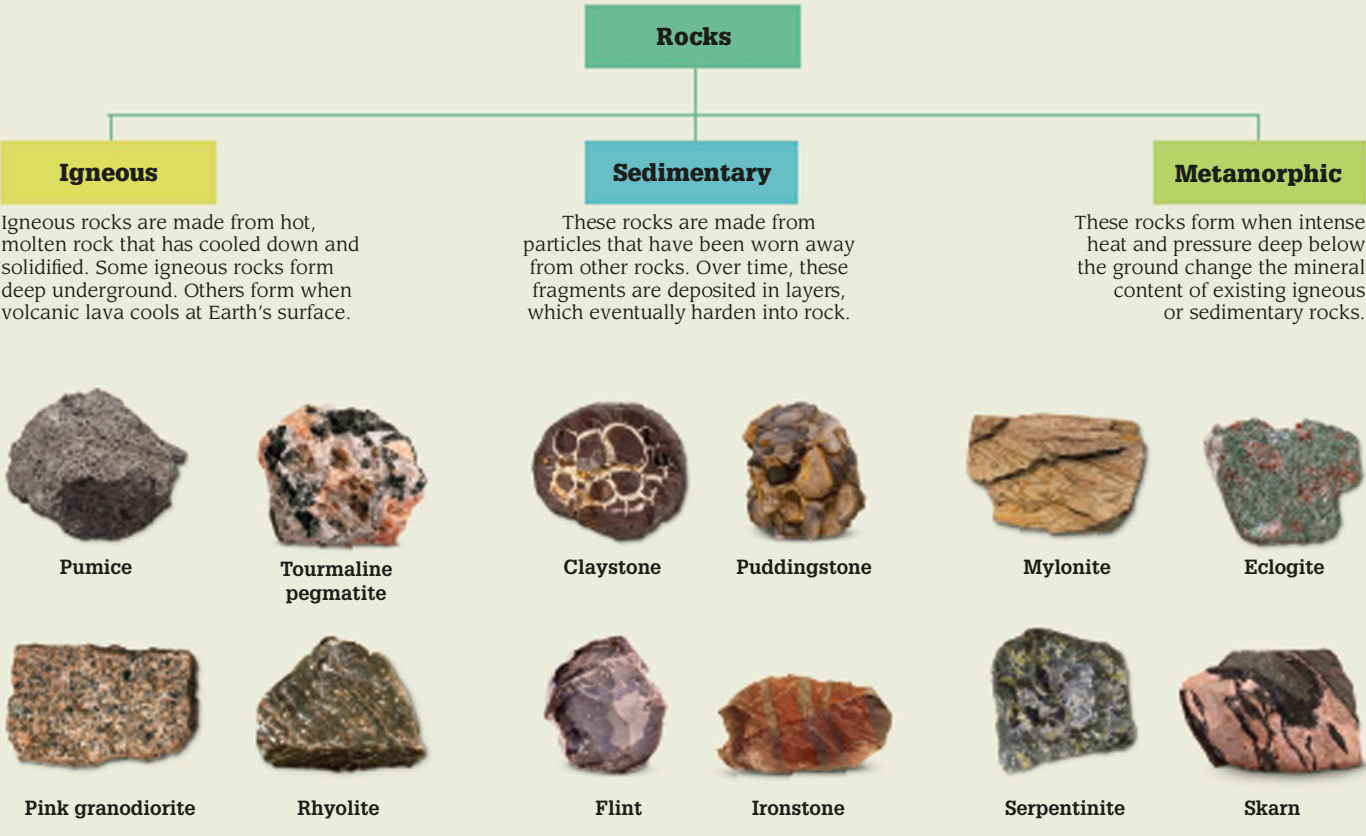 Rocks
Igneous
Igneous rocks are made from hot,
molten rock that has cooled down and
solidified. Some igneous rocks form
deep underground. Others form when
volcanic lava cools at Earth's surface.
Sedimentary
These rocks are made from
particles that have been worn away
from other rocks. Over time, these
fragments are deposited in layers,
which eventually harden into rock.
Metamorphic
These rocks form when intense
heat and pressure deep below
the ground change the mineral
content of existing igneous
or sedimentary rocks.
Pumice
Tourmaline
pegmatite
Claystone
Puddingstone
Mylonite
Eclogite
Pink granodiorite
Rhyolite
Flint
Ironstone
Serpentinite
Skarn